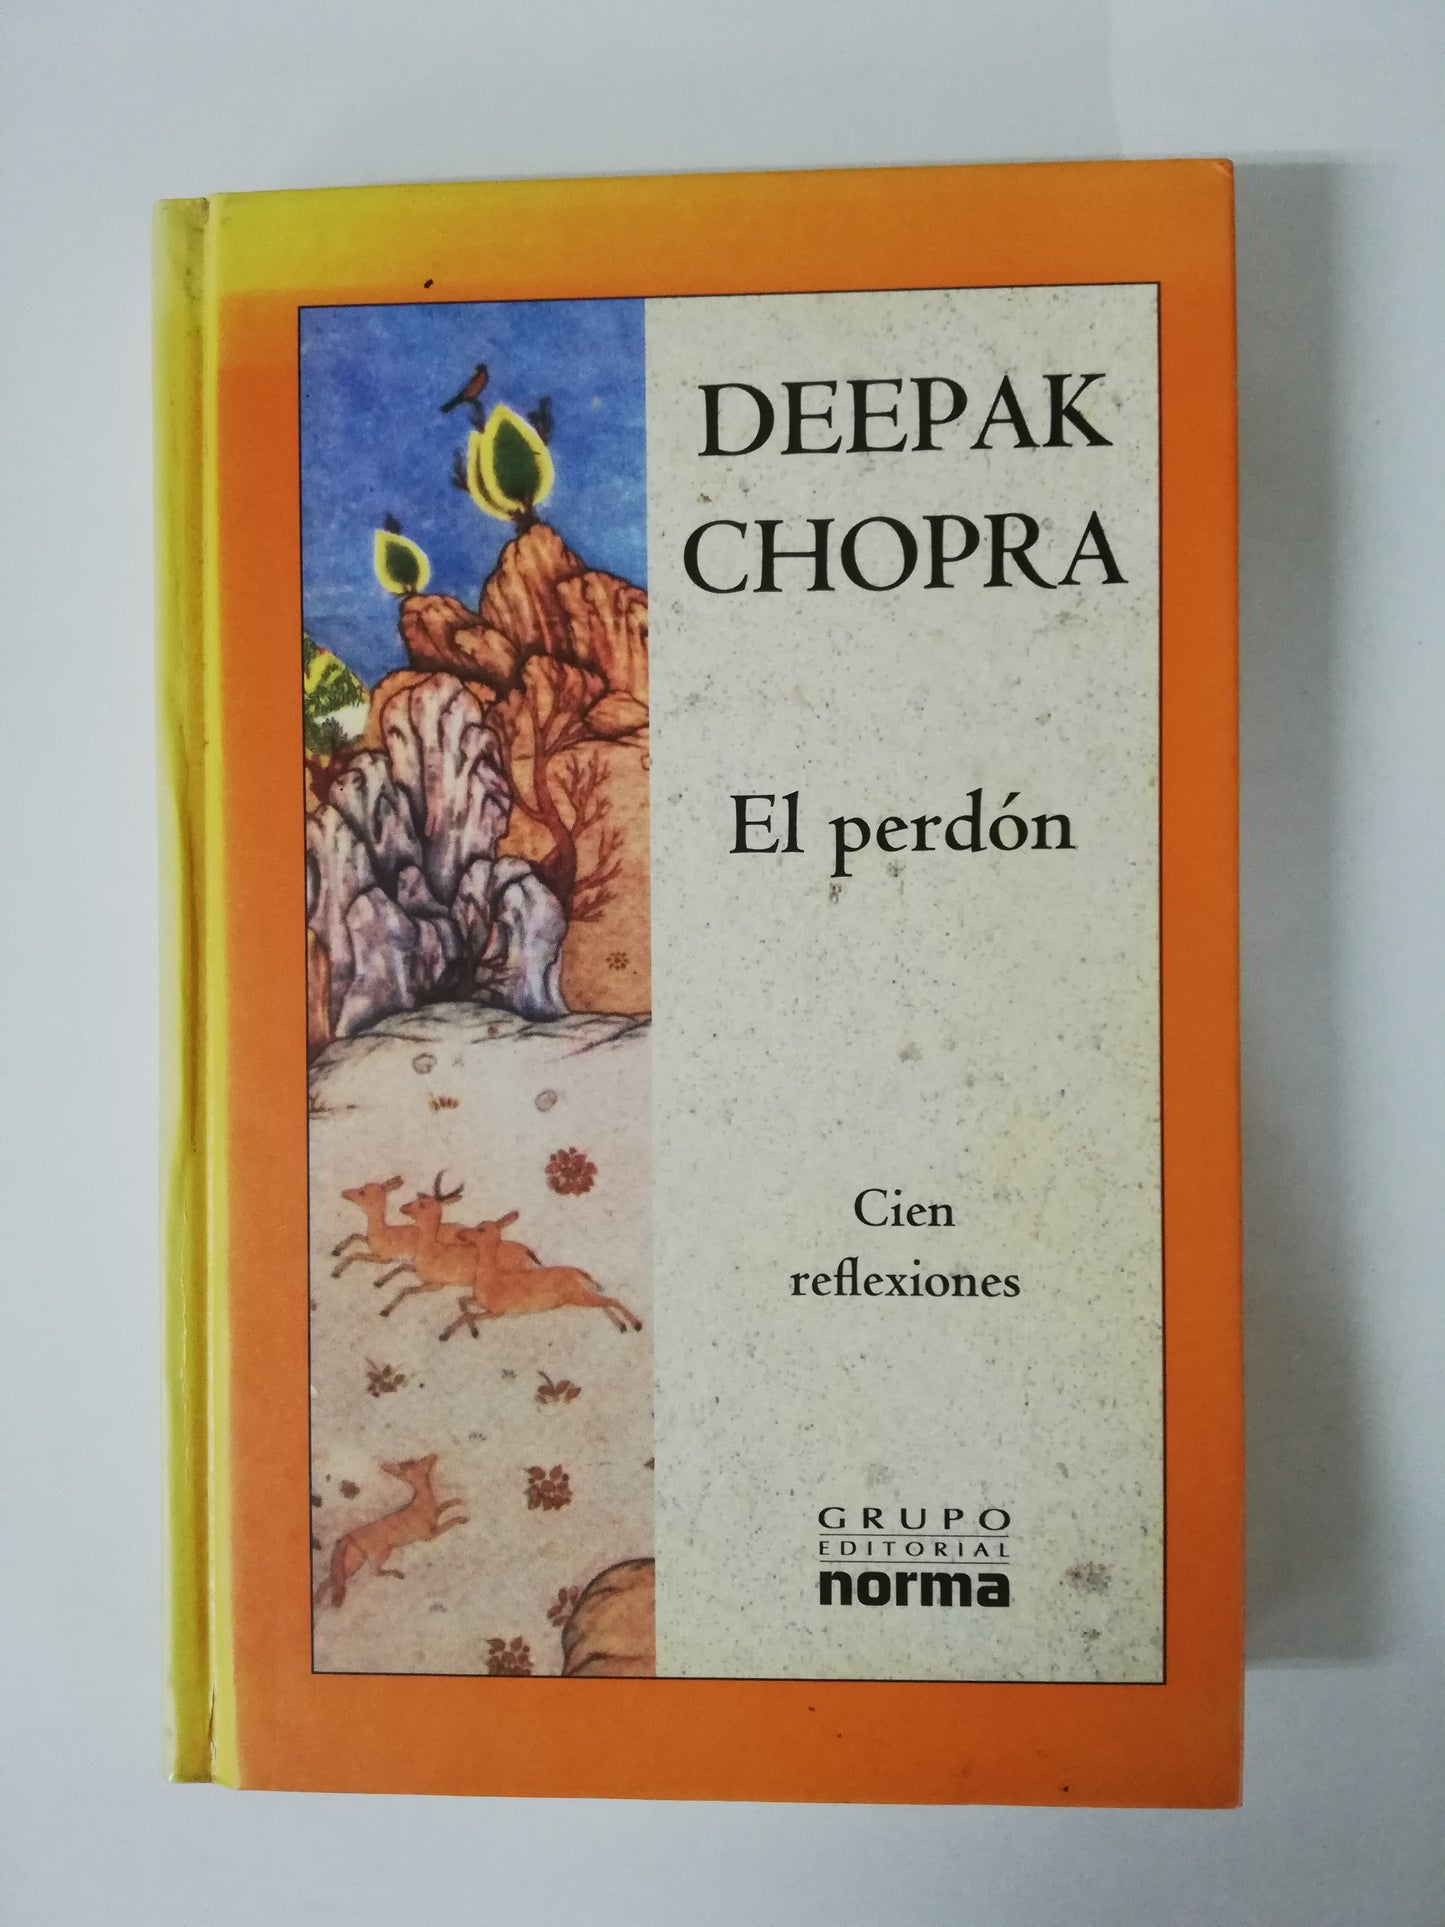 DEEPAK
CHOPRA
El perdón
Cien
reflexiones
GRUPO
EDITORIAL
norma